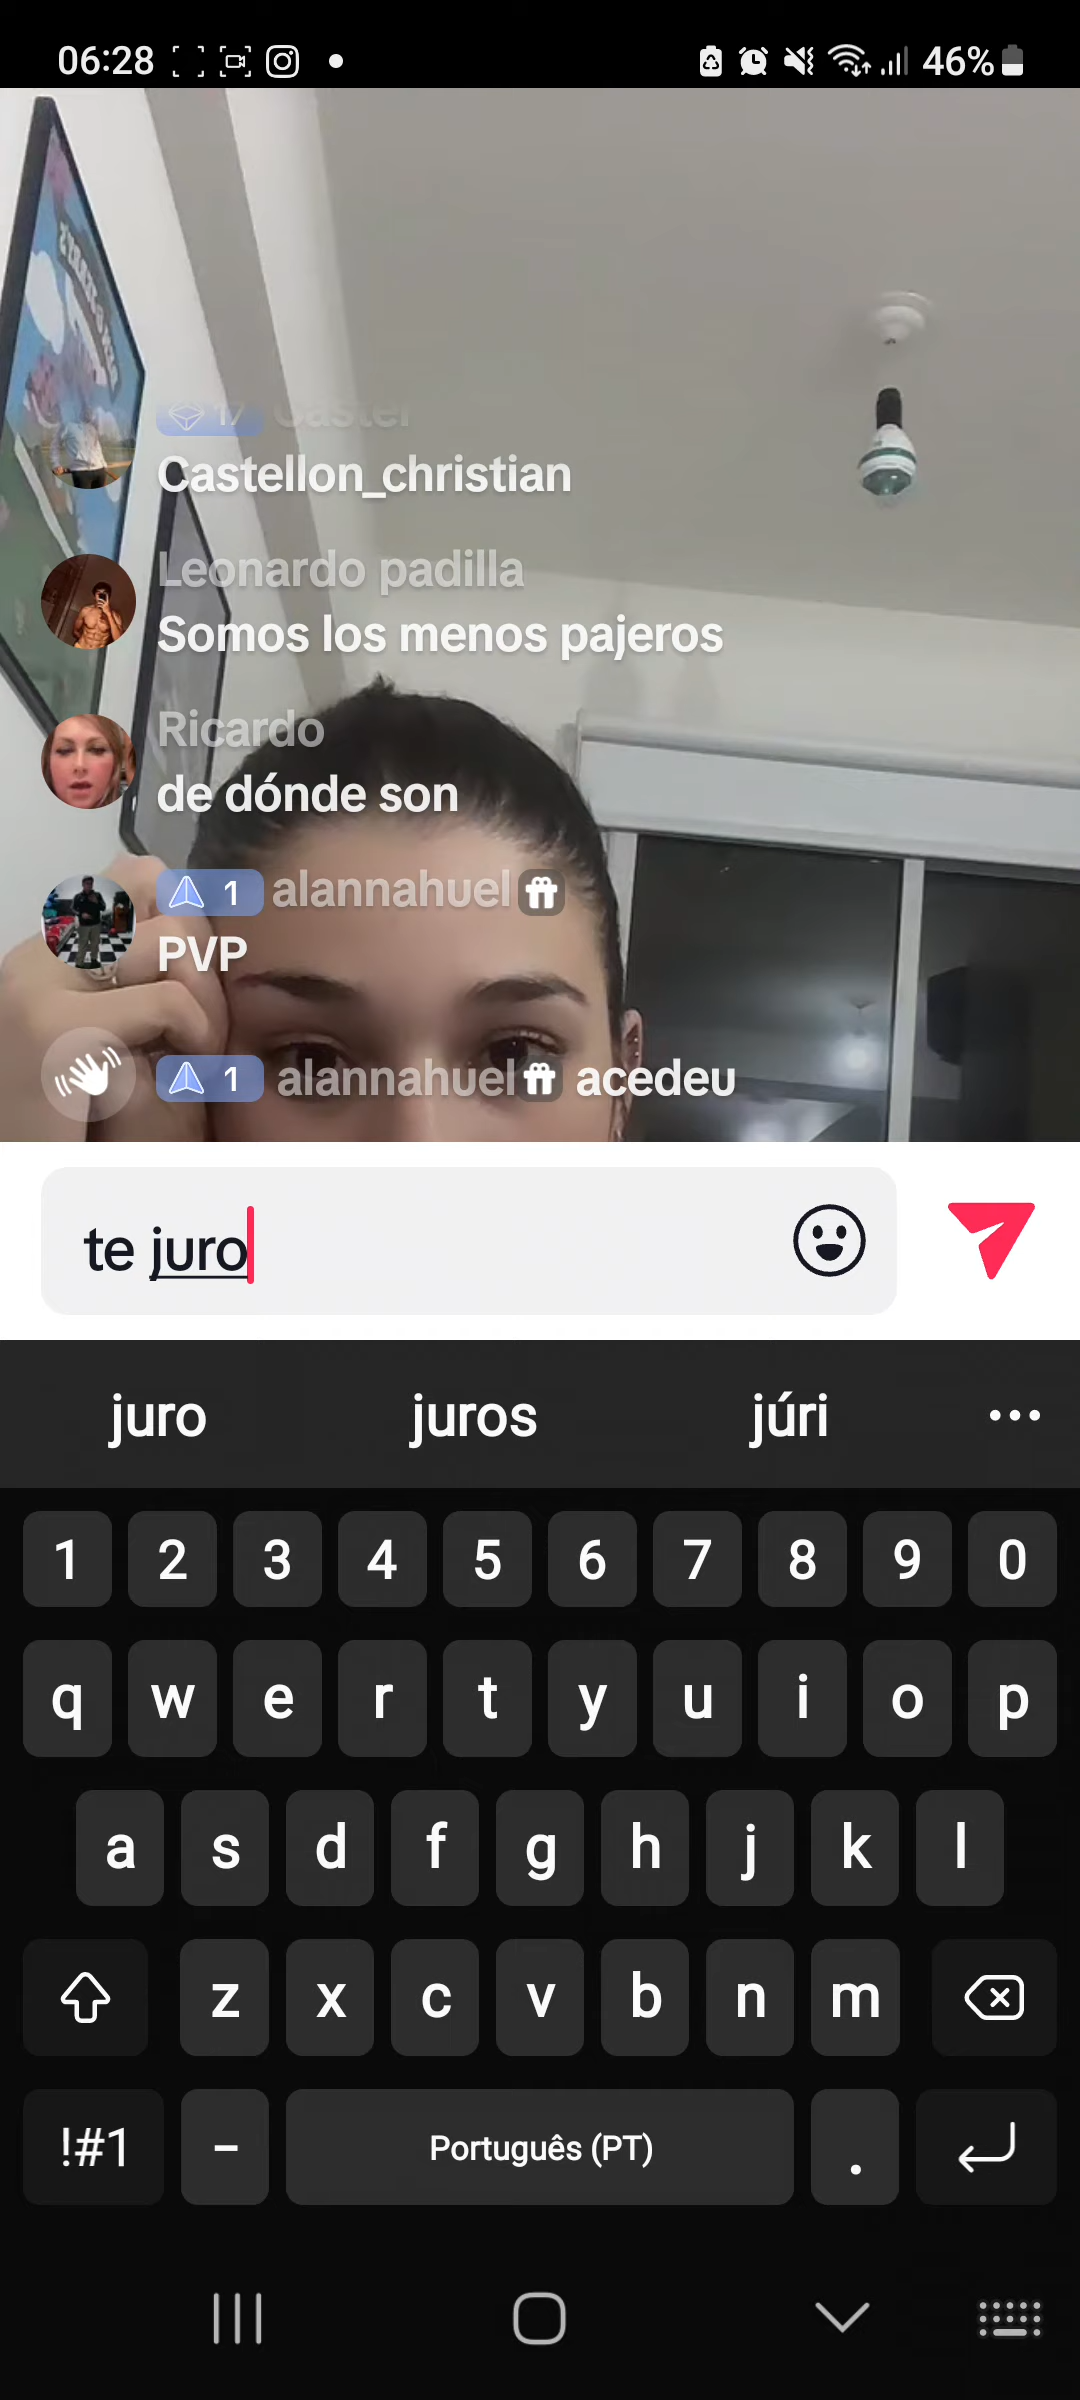 06:28
46%
17 Caster
Castellon_christian
Leonardo padilla
Somos los menos pajeros
Ricardo
de dónde son
1 alannahuel
PVP
1 alannahuel acedeu
te juro
juro juros júri
1 2 3 4 5 6 7 8 9 0
q w e r t y u i o p
a s d f g h j k l
z x c v b n m
!#1 - Português (PT) .